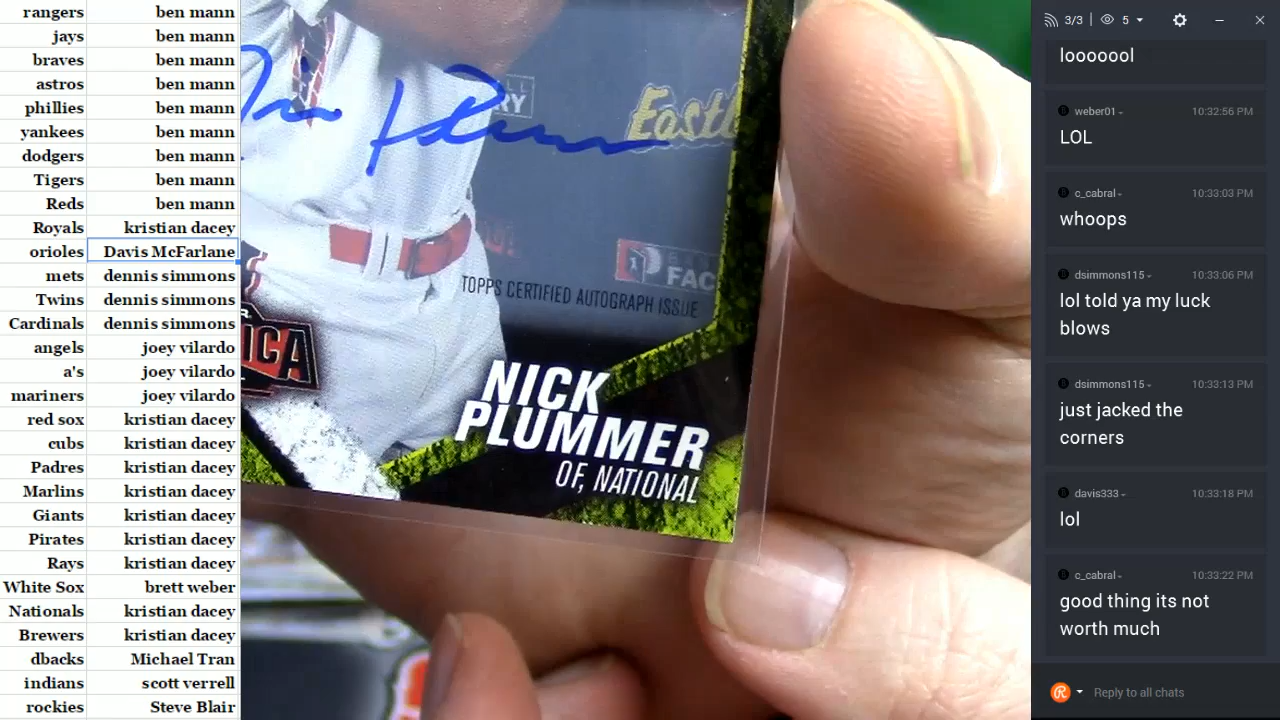 rangers ben mann
jays ben mann
braves ben mann
astros ben mann
phillies ben mann
yankees ben mann
dodgers ben mann
Tigers ben mann
Reds ben mann
Royals kristian dacey
orioles Davis McFarlane
mets dennis simmons
Twins dennis simmons
Cardinals dennis simmons
angels joey vilardo
a's joey vilardo
mariners joey vilardo
red sox kristian dacey
cubs kristian dacey
Padres kristian dacey
Marlins kristian dacey
Giants kristian dacey
Pirates kristian dacey
Rays kristian dacey
White Sox brett weber
Nationals kristian dacey
Brewers kristian dacey
dbacks Michael Tran
indians scott verrell
rockies Steve Blair
TOPPS CERTIFIED AUTOGRAPH ISSUE
NICK
PLUMMER
OF, NATIONAL
3/3 5
looooool
weber01 10:32:56 PM
LOL
c_cabral 10:33:03 PM
whoops
dsimmons115 10:33:06 PM
lol told ya my luck
blows
dsimmons115 10:33:13 PM
just jacked the
corners
davis333 10:33:18 PM
lol
c_cabral 10:33:22 PM
good thing its not
worth much
Reply to all chats